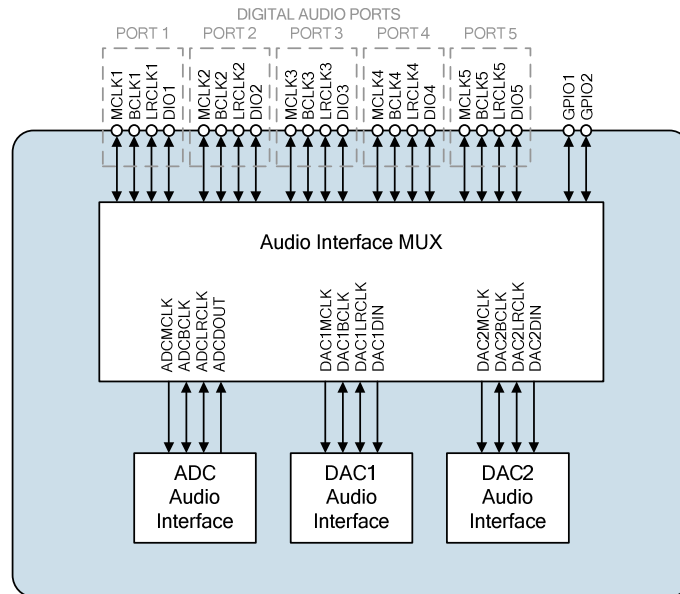 DIGITAL AUDIO PORTS
PORT 1
PORT 2
PORT 3
PORT 4
PORT 5
MCLK1
BCLK1
LRCLK1
DIO1
MCLK2
BCLK2
LRCLK2
DIO2
MCLK3
BCLK3
LRCLK3
DIO3
MCLK4
BCLK4
LRCLK4
DIO4
MCLK5
BCLK5
LRCLK5
DIO5
GPIO1
GPIO2
Audio Interface MUX
ADCMCLK
ADCBCLK
ADCLRCLK
ADCDOUT
DAC1MCLK
DAC1BCLK
DAC1LRCLK
DAC1DIN
DAC2MCLK
DAC2BCLK
DAC2LRCLK
DAC2DIN
ADC
Audio
Interface
DAC1
Audio
Interface
DAC2
Audio
Interface